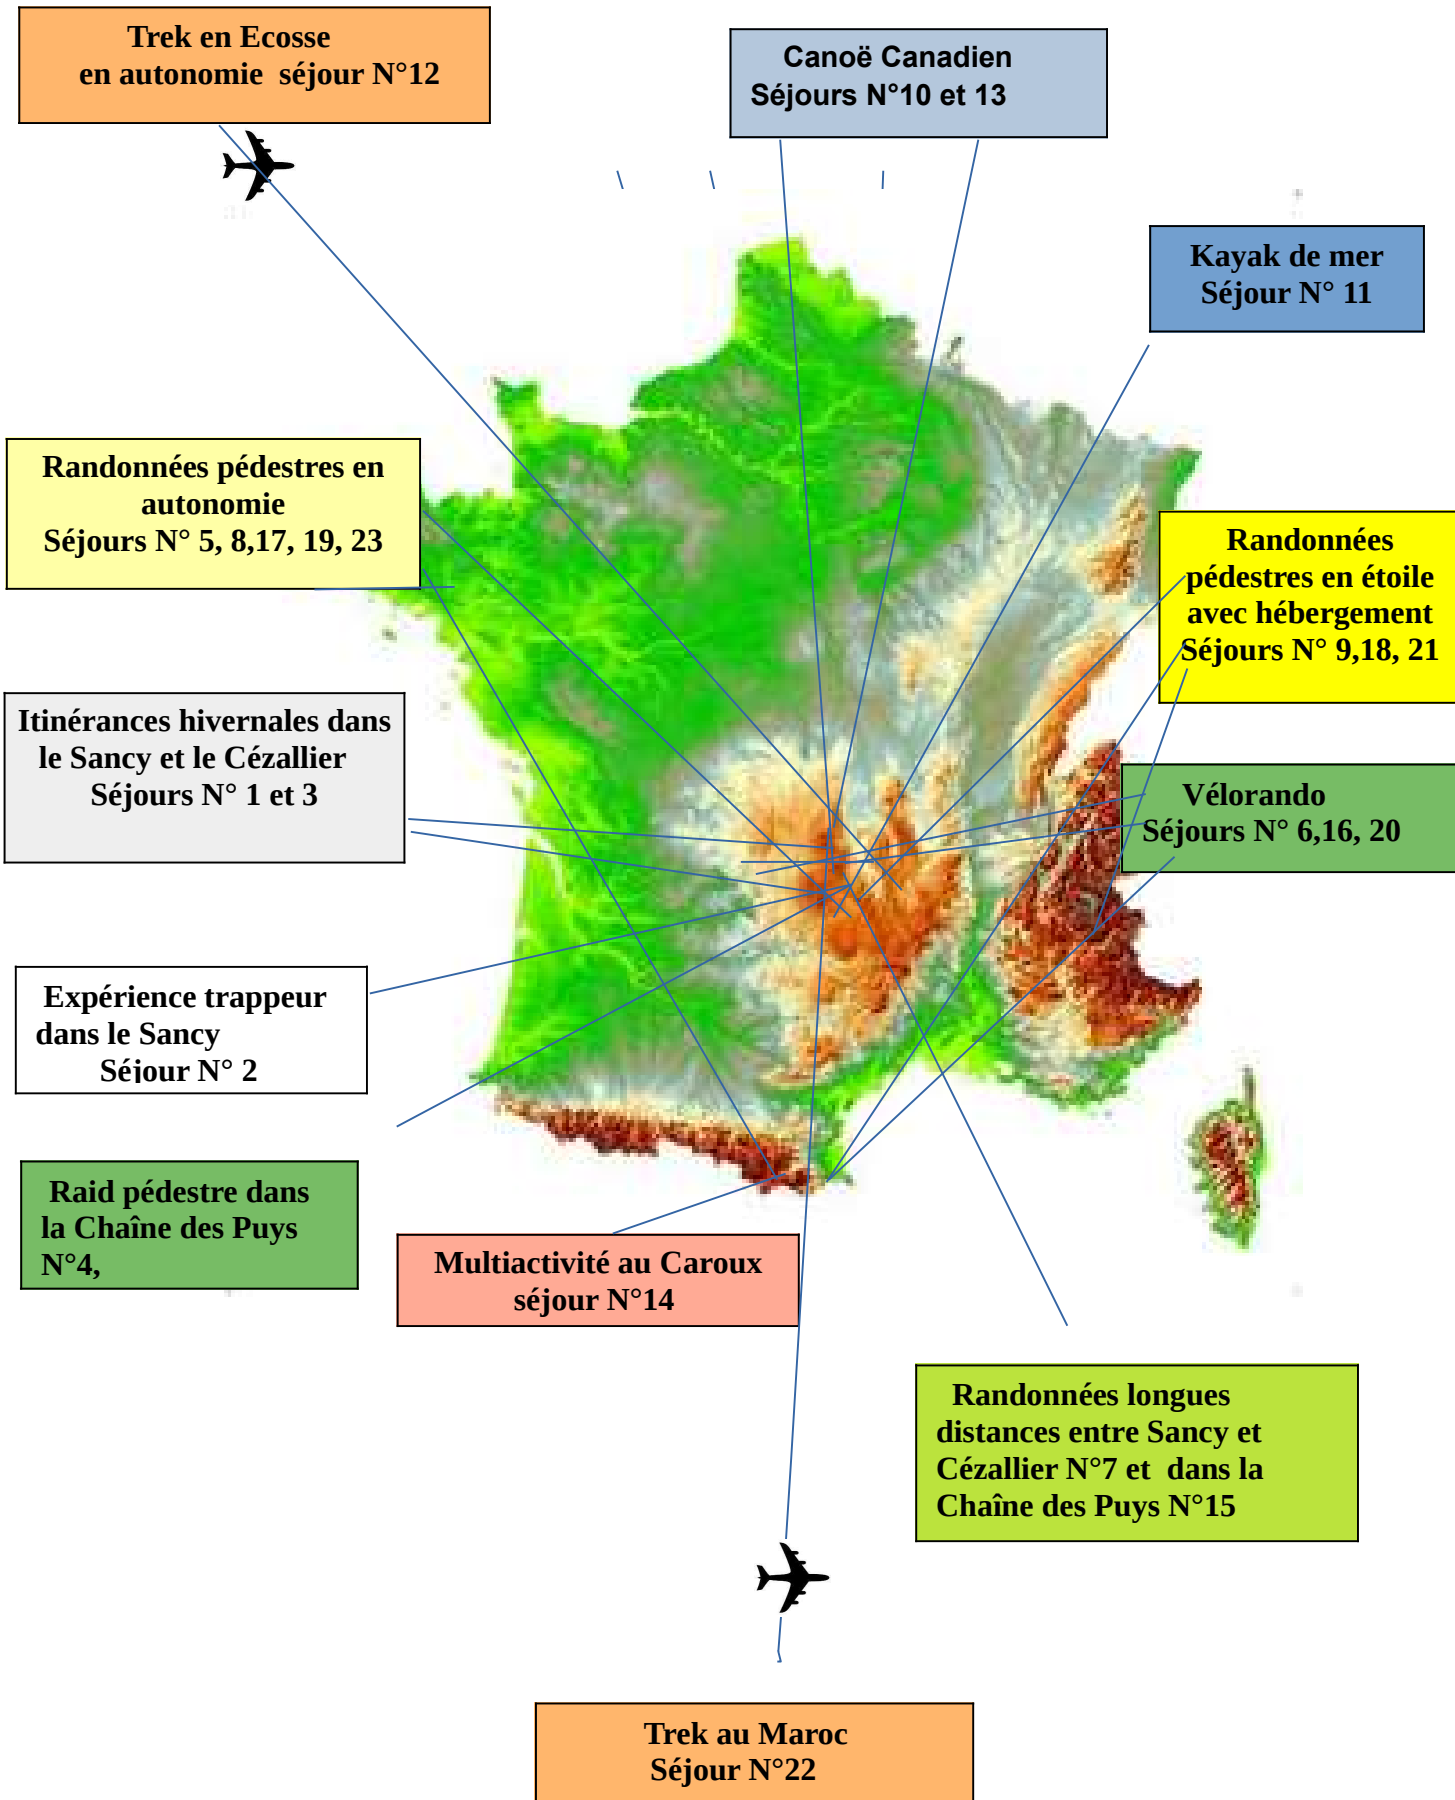 Trek en Ecosse
en autonomie séjour N°12
Canoë Canadien
Séjours N°10 et 13
Kayak de mer
Séjour N° 11
Randonnées pédestres en
autonomie
Séjours N° 5, 8,17, 19, 23
Randonnées
pédestres en étoile
avec hébergement
Séjours N° 9,18, 21
Itinérances hivernales dans
le Sancy et le Cézallier
Séjours N° 1 et 3
Vélorando
Séjours N° 6,16, 20
Expérience trappeur
dans le Sancy
Séjour N° 2
Raid pédestre dans
la Chaîne des Puys
N°4,
Multiactivité au Caroux
séjour N°14
Randonnées longues
distances entre Sancy et
Cézallier N°7 et dans la
Chaîne des Puys N°15
Trek au Maroc
Séjour N°22